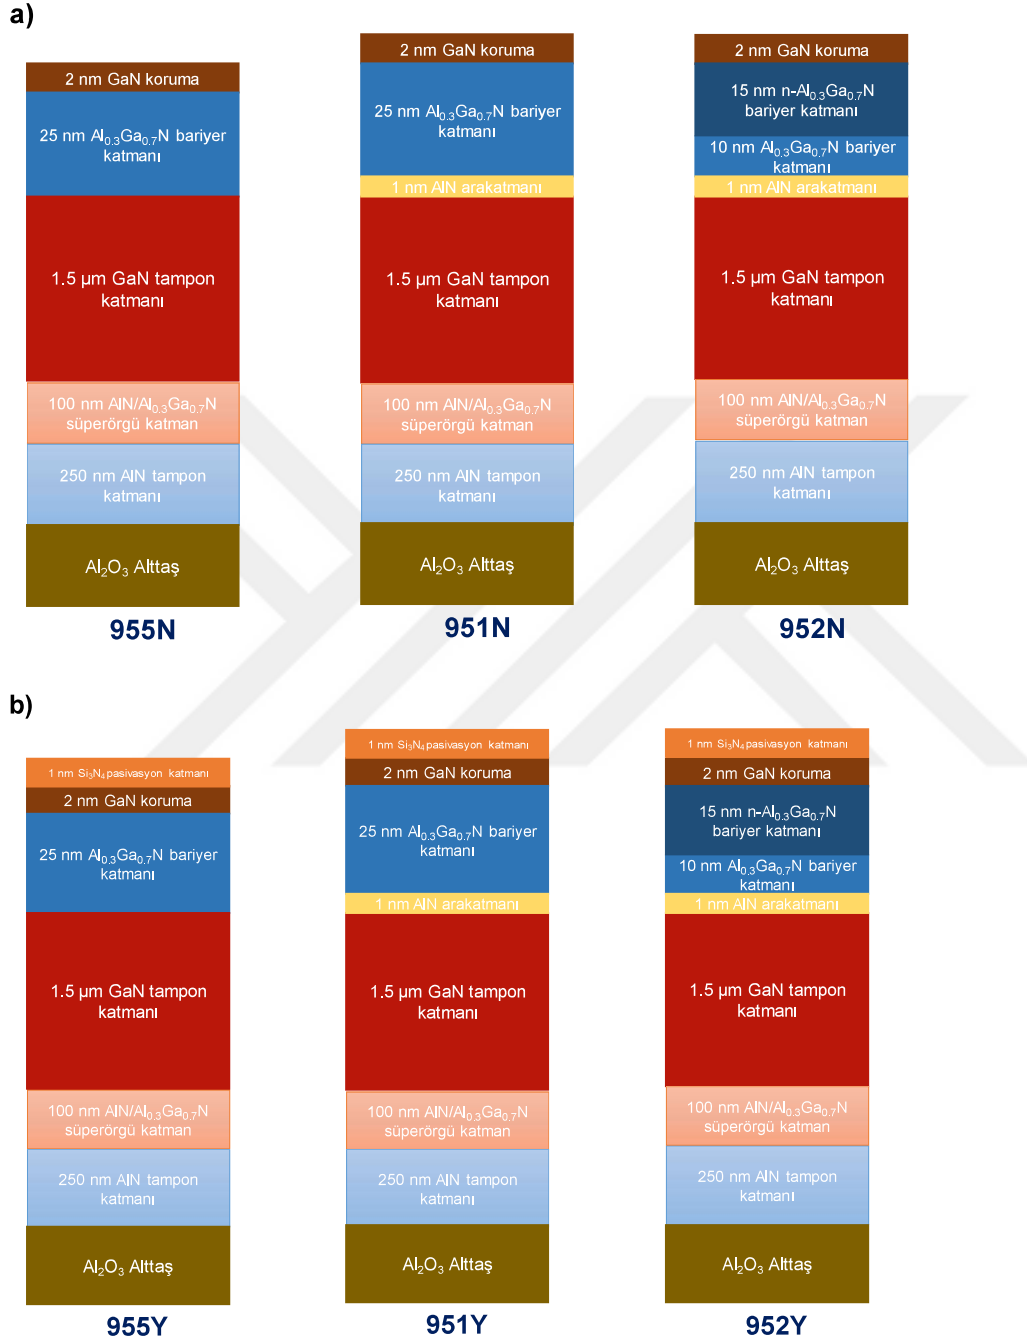 a)
2 nm GaN koruma
25 nm Al0.3Ga0.7N bariyer
katmanı
1.5 µm GaN tampon
katmanı
100 nm AlN/Al0.3Ga0.7N
süperörgü katman
250 nm AlN tampon
katmanı
Al2O3 Alttaş
955N
2 nm GaN koruma
25 nm Al0.3Ga0.7N bariyer
katmanı
1 nm AlN arakatmanı
1.5 µm GaN tampon
katmanı
100 nm AlN/Al0.3Ga0.7N
süperörgü katman
250 nm AlN tampon
katmanı
Al2O3 Alttaş
951N
2 nm GaN koruma
15 nm n-Al0.3Ga0.7N
bariyer katmanı
10 nm Al0.3Ga0.7N bariyer
katmanı
1 nm AlN arakatmanı
1.5 µm GaN tampon
katmanı
100 nm AlN/Al0.3Ga0.7N
süperörgü katman
250 nm AlN tampon
katmanı
Al2O3 Alttaş
952N
b)
1 nm Si3N4 pasivasyon katmanı
2 nm GaN koruma
25 nm Al0.3Ga0.7N bariyer
katmanı
1.5 µm GaN tampon
katmanı
100 nm AlN/Al0.3Ga0.7N
süperörgü katman
250 nm AlN tampon
katmanı
Al2O3 Alttaş
955Y
1 nm Si3N4 pasivasyon katmanı
2 nm GaN koruma
25 nm Al0.3Ga0.7N bariyer
katmanı
1 nm AlN arakatmanı
1.5 µm GaN tampon
katmanı
100 nm AlN/Al0.3Ga0.7N
süperörgü katman
250 nm AlN tampon
katmanı
Al2O3 Alttaş
951Y
1 nm Si3N4 pasivasyon katmanı
2 nm GaN koruma
15 nm n-Al0.3Ga0.7N
bariyer katmanı
10 nm Al0.3Ga0.7N bariyer
katmanı
1 nm AlN arakatmanı
1.5 µm GaN tampon
katmanı
100 nm AlN/Al0.3Ga0.7N
süperörgü katman
250 nm AlN tampon
katmanı
Al2O3 Alttaş
952Y